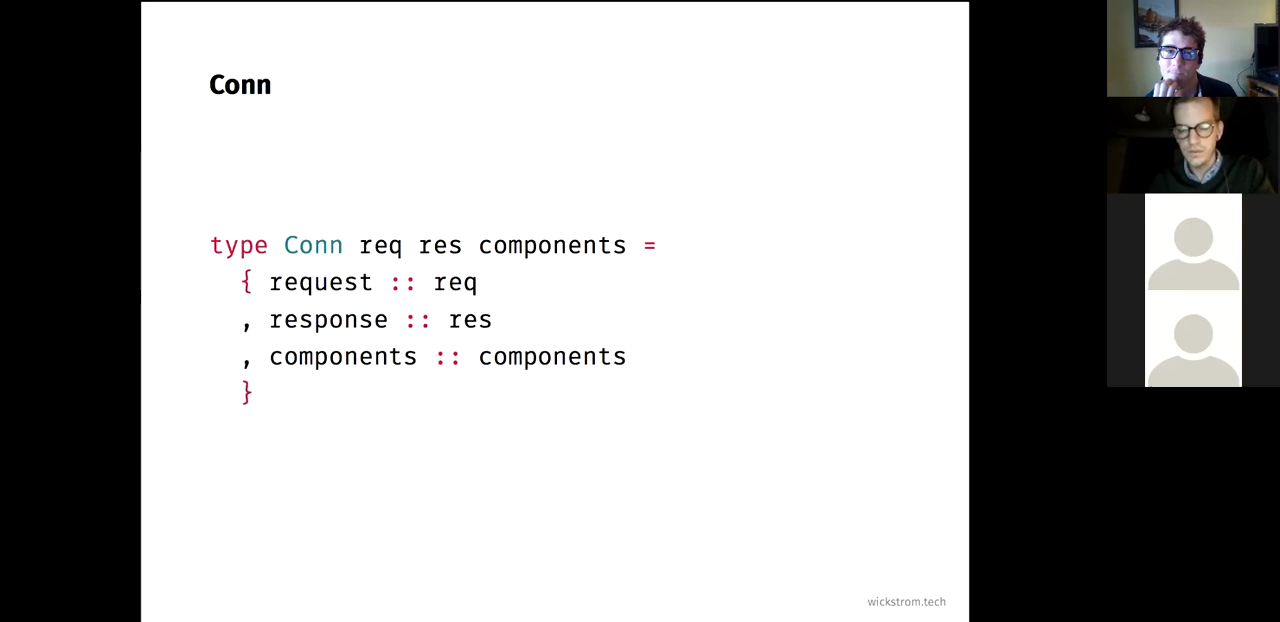 Conn
type Conn req res components =
{ request :: req
, response :: res
, components :: components
}
wickstrom.tech